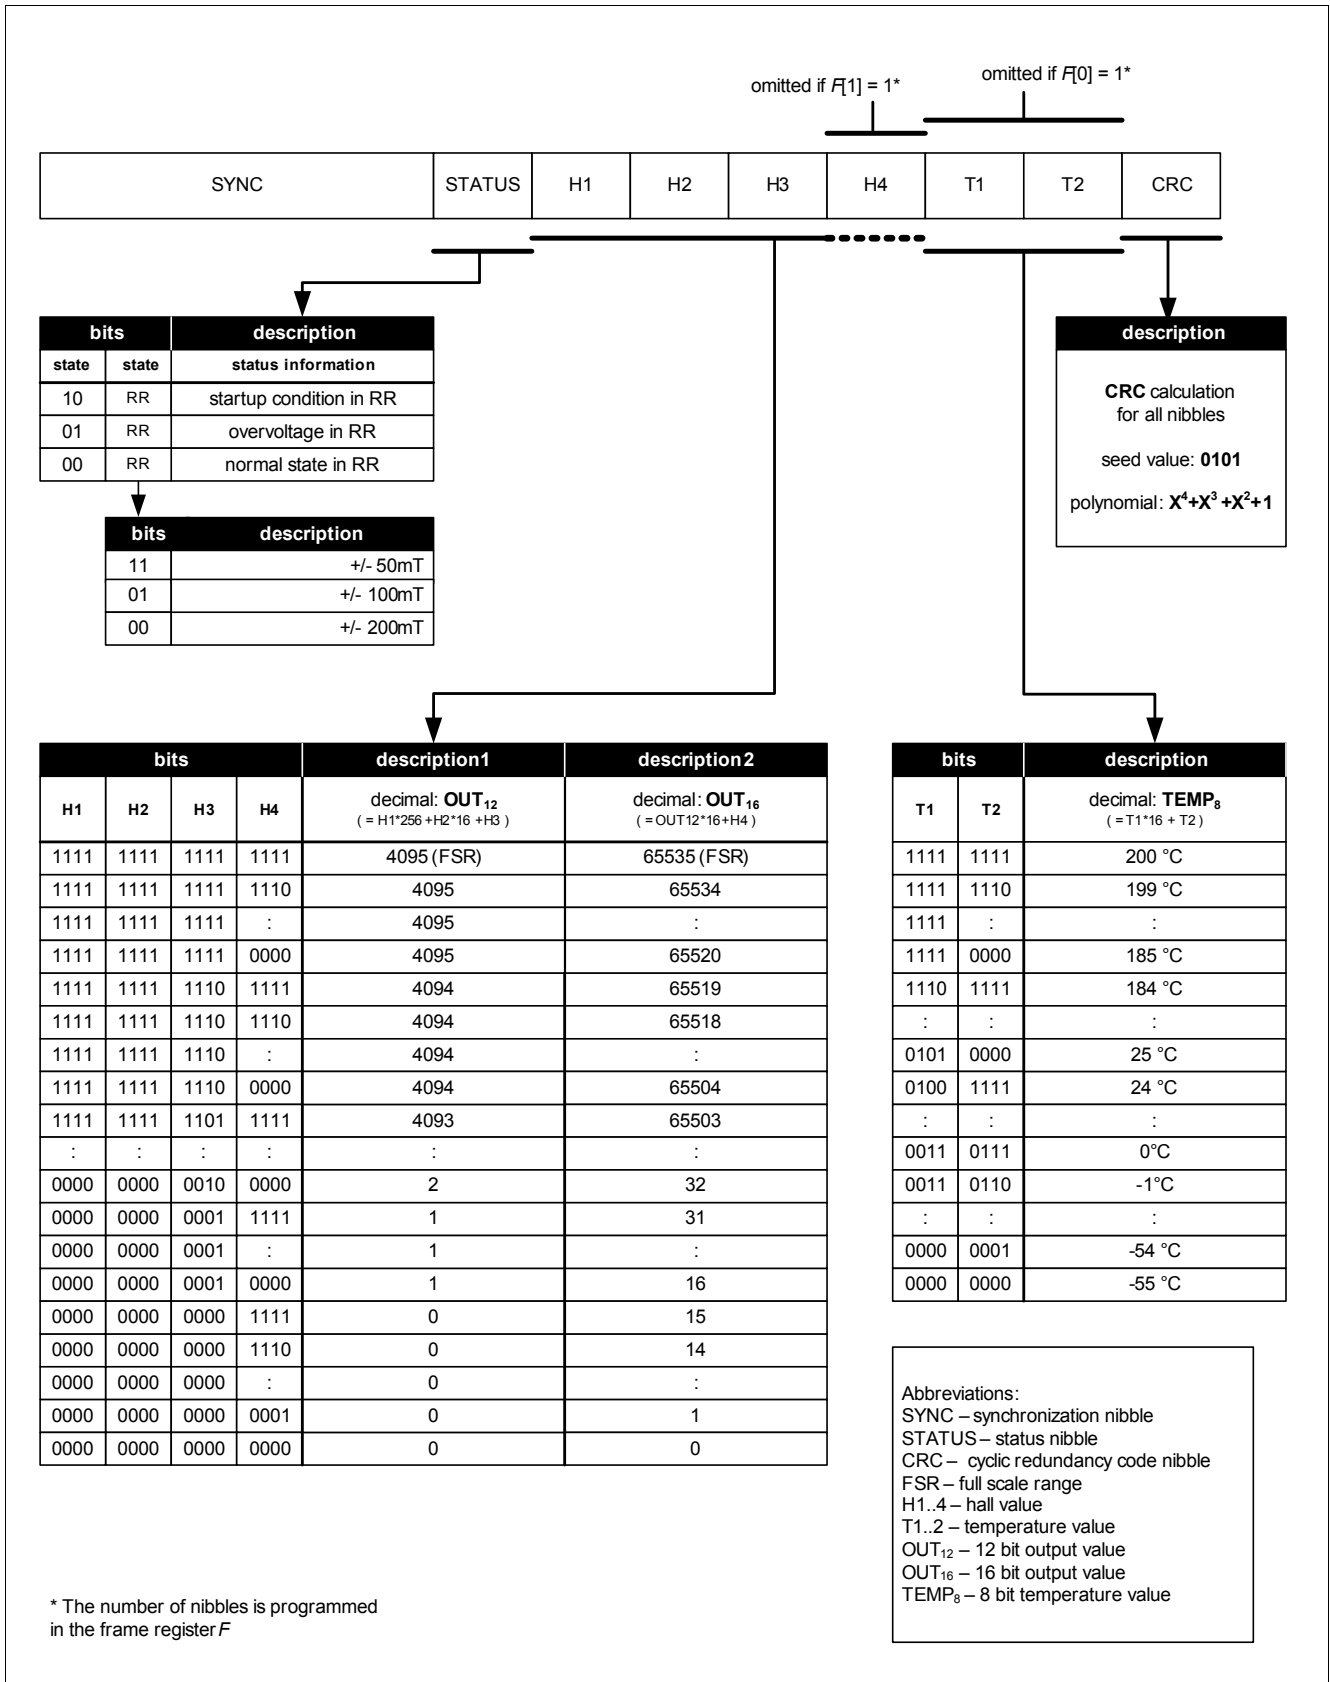 omitted if F[1] = 1*
omitted if F[0] = 1*
SYNC STATUS H1 H2 H3 H4 T1 T2 CRC
bits description
state state status information
10 RR startup condition in RR
01 RR overvoltage in RR
00 RR normal state in RR
bits description
11 +/- 50mT
01 +/- 100mT
00 +/- 200mT
description
CRC calculation
for all nibbles
seed value: 0101
polynomial: X⁴+X³+X²+1
bits description1 description2
H1 H2 H3 H4 decimal: OUT₁₂ decimal: OUT₁₆
( = H1*256 +H2*16 +H3 ) ( =OUT12*16+H4 )
1111 1111 1111 1111 4095 (FSR) 65535 (FSR)
1111 1111 1111 1110 4095 65534
1111 1111 1111 : 4095 :
1111 1111 1111 0000 4095 65520
1111 1111 1110 1111 4094 65519
1111 1111 1110 1110 4094 65518
1111 1111 1110 : 4094 :
1111 1111 1110 0000 4094 65504
1111 1111 1101 1111 4093 65503
: : : : : :
0000 0000 0010 0000 2 32
0000 0000 0001 1111 1 31
0000 0000 0001 : 1 :
0000 0000 0001 0000 1 16
0000 0000 0000 1111 0 15
0000 0000 0000 1110 0 14
0000 0000 0000 : 0 :
0000 0000 0000 0001 0 1
0000 0000 0000 0000 0 0
bits description
T1 T2 decimal: TEMP₈
( =T1*16 + T2 )
1111 1111 200 °C
1111 1110 199 °C
1111 : :
1111 0000 185 °C
1110 1111 184 °C
: : :
0101 0000 25 °C
0100 1111 24 °C
: : :
0011 0111 0°C
0011 0110 -1°C
: : :
0000 0001 -54 °C
0000 0000 -55 °C
Abbreviations:
SYNC – synchronization nibble
STATUS – status nibble
CRC – cyclic redundancy code nibble
FSR – full scale range
H1..4 – hall value
T1..2 – temperature value
OUT₁₂ – 12 bit output value
OUT₁₆ – 16 bit output value
TEMP₈ – 8 bit temperature value
* The number of nibbles is programmed
in the frame register F